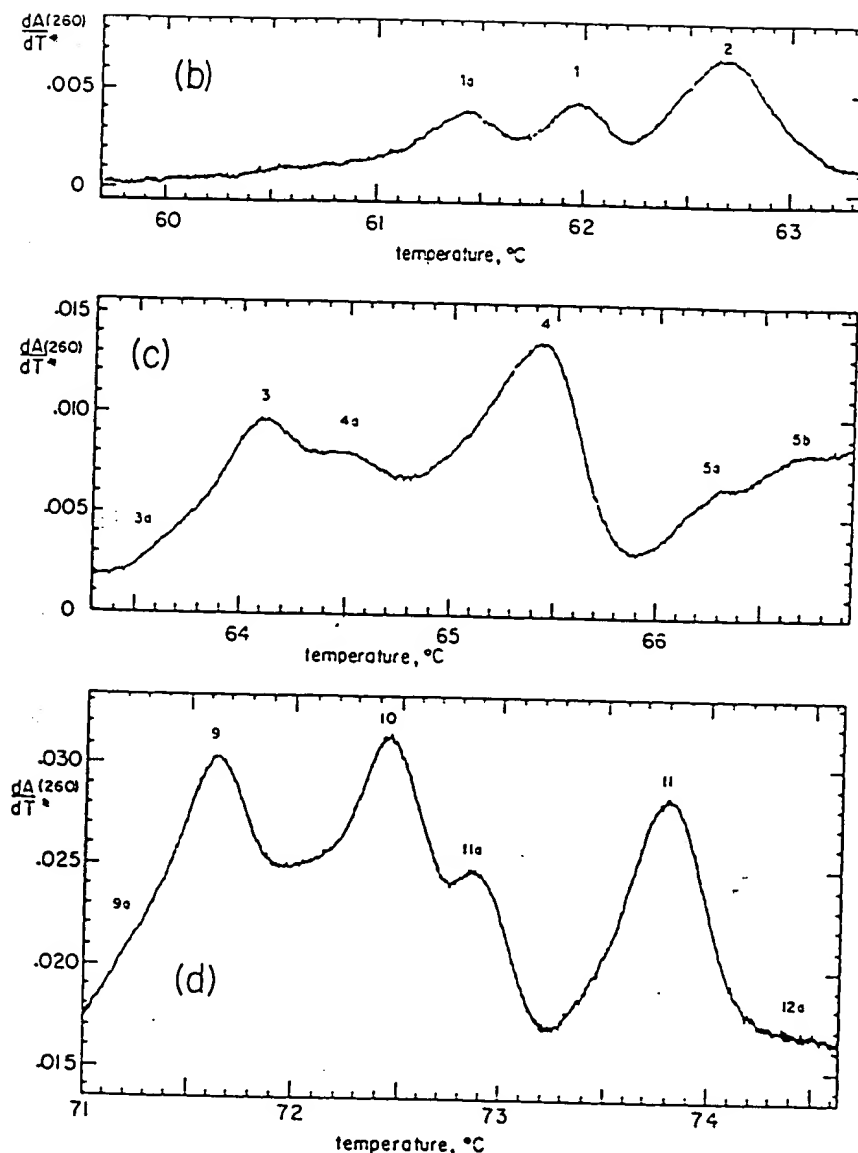 dA(260)
dT*
(b)
.005
0
1a
1
2
60
61
62
63
temperature, °C
dA(260)
dT*
(c)
.015
.010
.005
0
3a
3
4a
4
5a
5b
64
65
66
temperature, °C
dA(260)
dT*
.030
.025
.020
.015
9a
9
10
11a
11
12a
(d)
71
72
73
74
temperature, °C